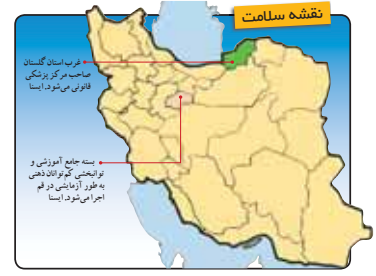 نقشه سلامت
غرب استان گلستان
صاحب مرکز پزشکی
قانونی می‌شود. ایسنا
بسته جامع آموزشی و
توانبخشی کم‌توانان ذهنی
به طور آزمایشی در قم
اجرا می‌شود. ایسنا